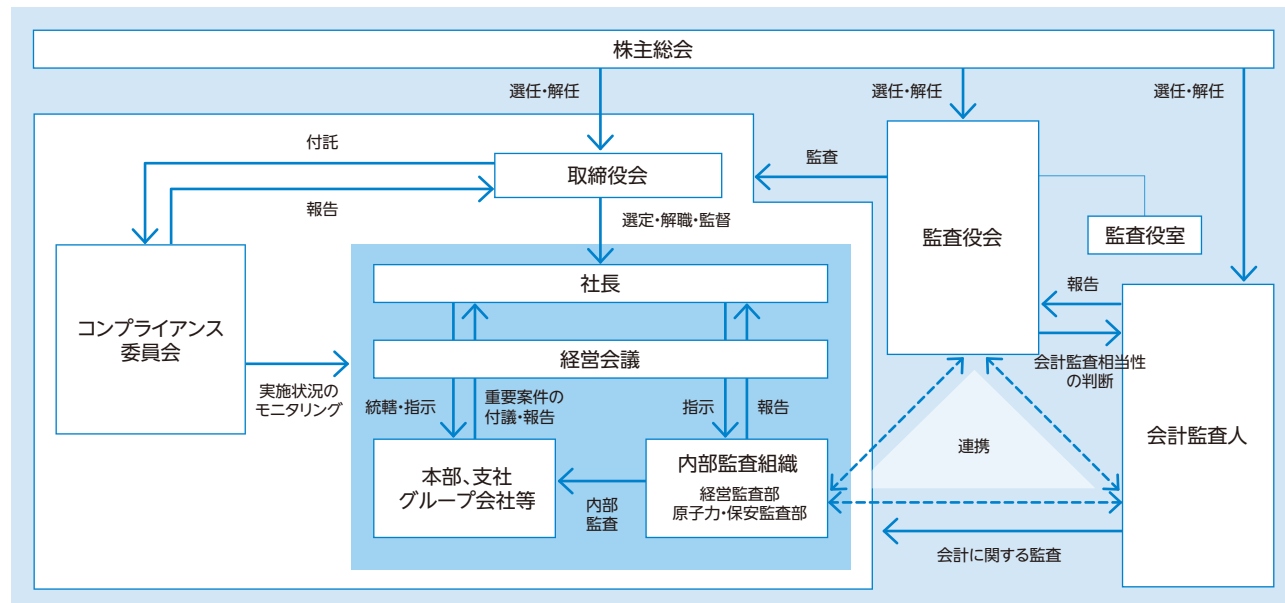 株主総会
選任・解任
選任・解任
選任・解任
付託
取締役会
監査
報告
選定・解職・監督
監査役会
監査役室
社長
報告
コンプライアンス
委員会
経営会議
会計監査相当性
の判断
実施状況の
モニタリング
統轄・指示
重要案件の
付議・報告
指示
報告
会計監査人
連携
本部、支社
グループ会社等
内部
監査
内部監査組織
経営監査部
原子力・保安監査部
会計に関する監査